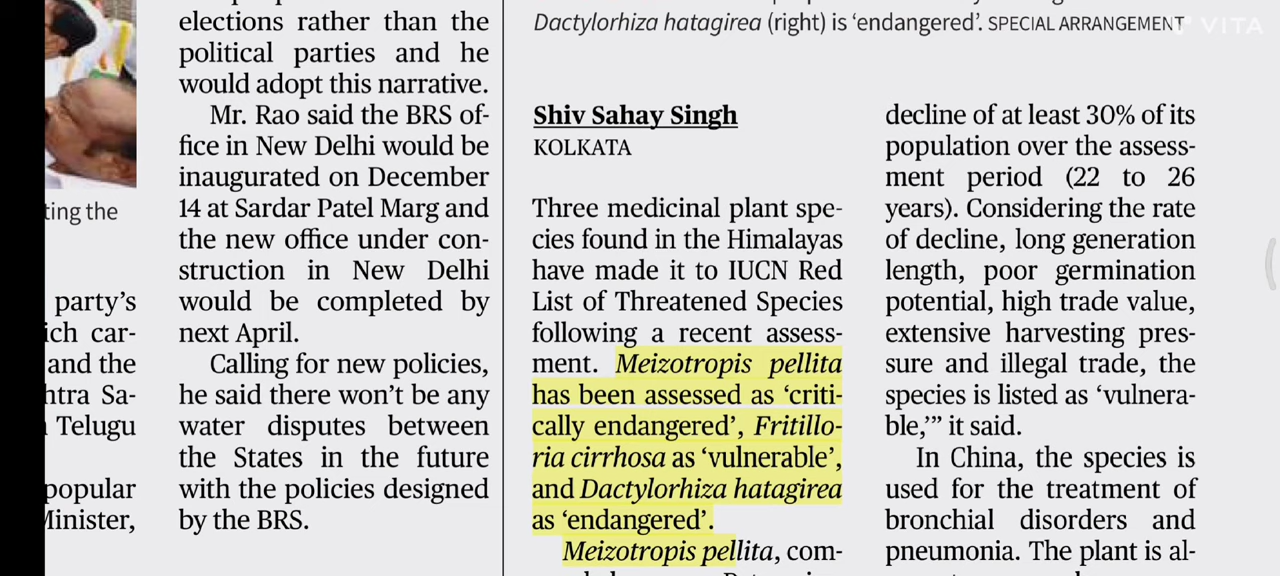 elections rather than the
political parties and he
would adopt this narrative.
Mr. Rao said the BRS of-
fice in New Delhi would be
inaugurated on December
14 at Sardar Patel Marg and
the new office under con-
struction in New Delhi
would be completed by
next April.
Calling for new policies,
he said there won't be any
water disputes between
the States in the future
with the policies designed
by the BRS.
ting the
party's
ich car-
and the
htra Sa-
Telugu
popular
Minister,
Dactylorhiza hatagirea (right) is 'endangered'. SPECIAL ARRANGEMENT
VITA
Shiv Sahay Singh
KOLKATA
Three medicinal plant spe-
cies found in the Himalayas
have made it to IUCN Red
List of Threatened Species
following a recent assess-
ment. Meizotropis pellita
has been assessed as 'criti-
cally endangered', Fritillo-
ria cirrhosa as 'vulnerable',
and Dactylorhiza hatagirea
as 'endangered'.
Meizotropis pellita, com-
decline of at least 30% of its
population over the assess-
ment period (22 to 26
years). Considering the rate
of decline, long generation
length, poor germination
potential, high trade value,
extensive harvesting pres-
sure and illegal trade, the
species is listed as 'vulnera-
ble,'" it said.
In China, the species is
used for the treatment of
bronchial disorders and
pneumonia. The plant is al-